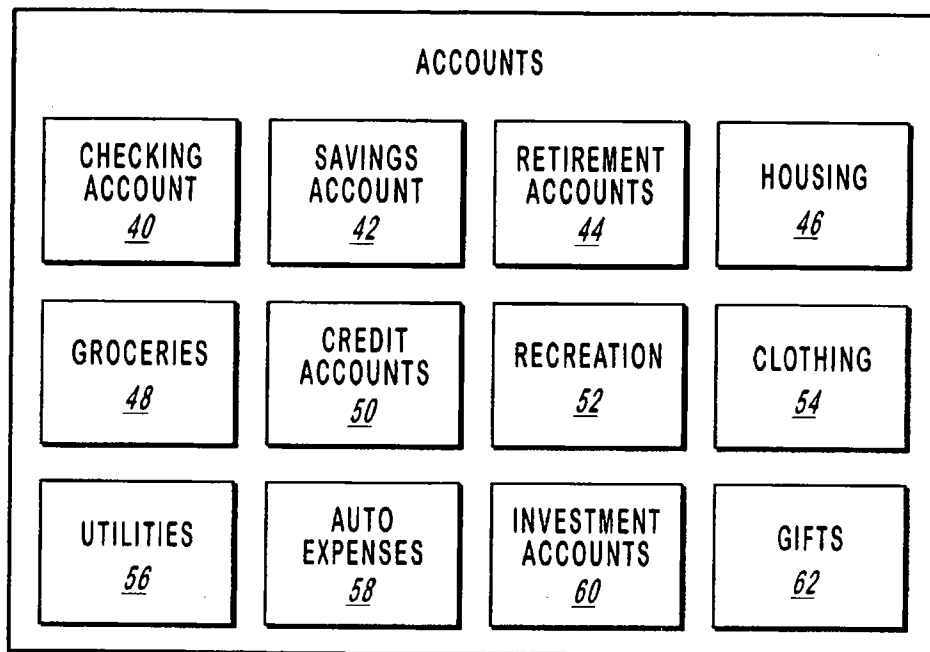 ACCOUNTS
CHECKING
ACCOUNT
40
SAVINGS
ACCOUNT
42
RETIREMENT
ACCOUNTS
44
HOUSING
46
GROCERIES
48
CREDIT
ACCOUNTS
50
RECREATION
52
CLOTHING
54
UTILITIES
56
AUTO
EXPENSES
58
INVESTMENT
ACCOUNTS
60
GIFTS
62